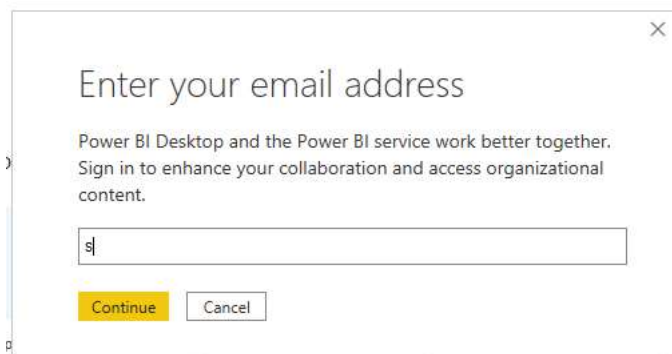 Enter your email address
Power BI Desktop and the Power BI service work better together.
Sign in to enhance your collaboration and access organizational
content.
s
Continue Cancel